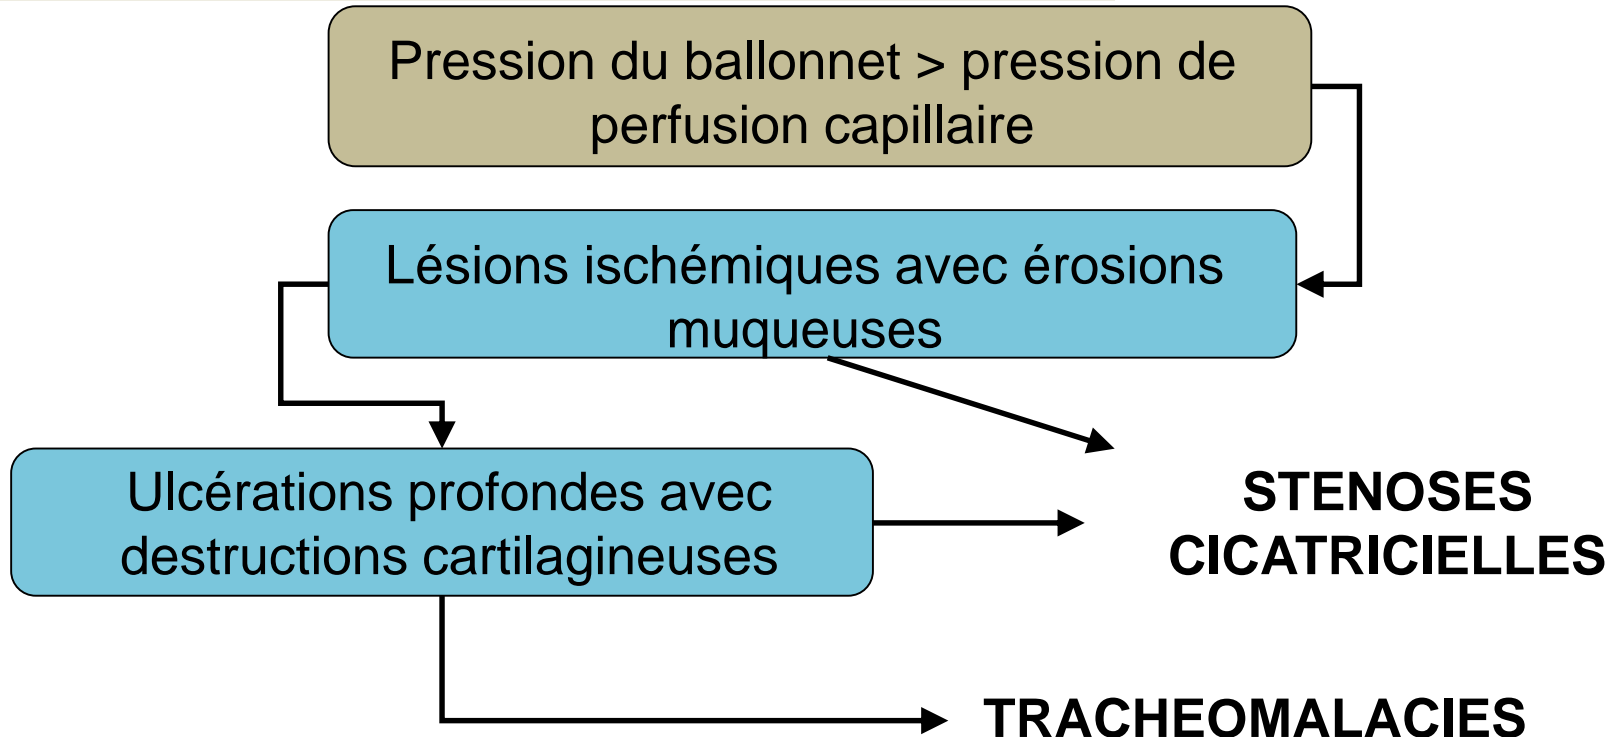 Pression du ballonnet > pression de
perfusion capillaire
Lésions ischémiques avec érosions
muqueuses
Ulcérations profondes avec
destructions cartilagineuses
STENOSES
CICATRICIELLES
TRACHEOMALACIES